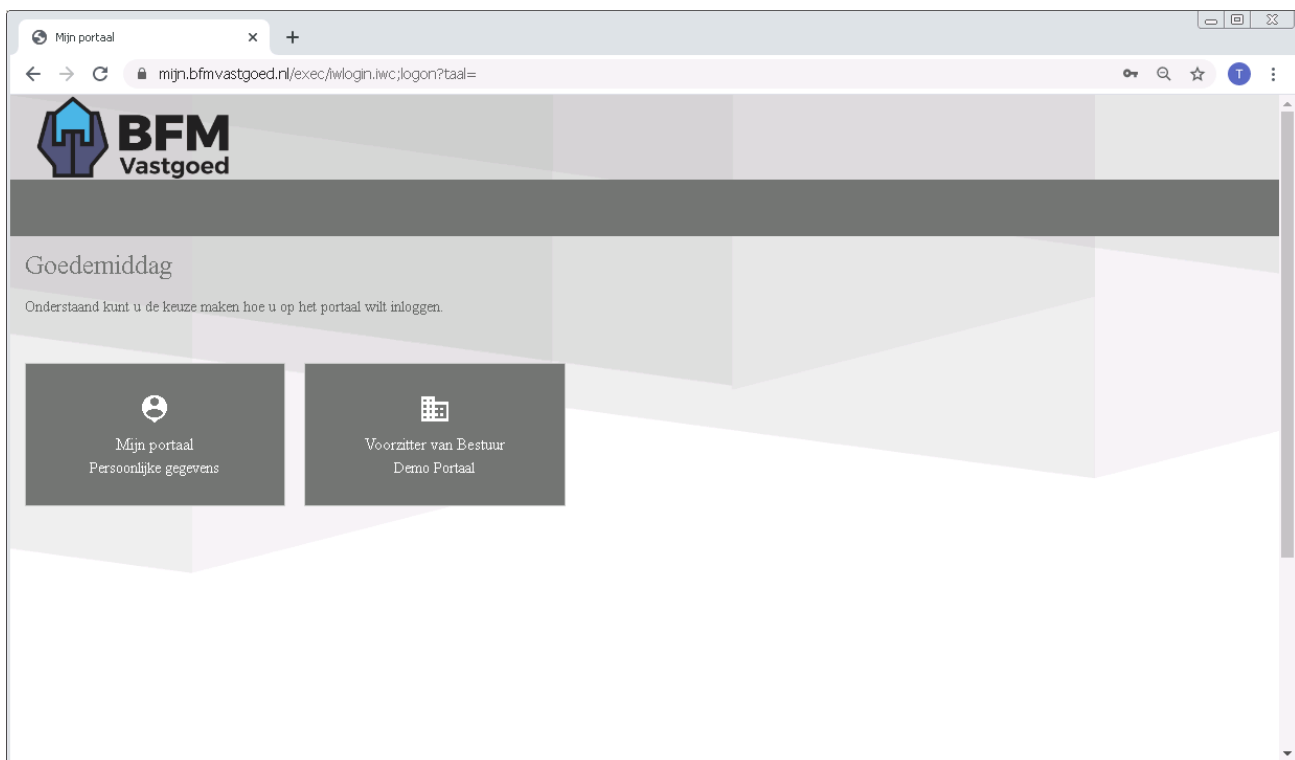 Mijn portaal
mijn.bfmvastgoed.nl/exec/iwlogin.iwc;logon?taal=
T
BFM
Vastgoed
Goedemiddag
Onderstaand kunt u de keuze maken hoe u op het portaal wilt inloggen.
Mijn portaal
Persoonlijke gegevens
Voorzitter van Bestuur
Demo Portaal